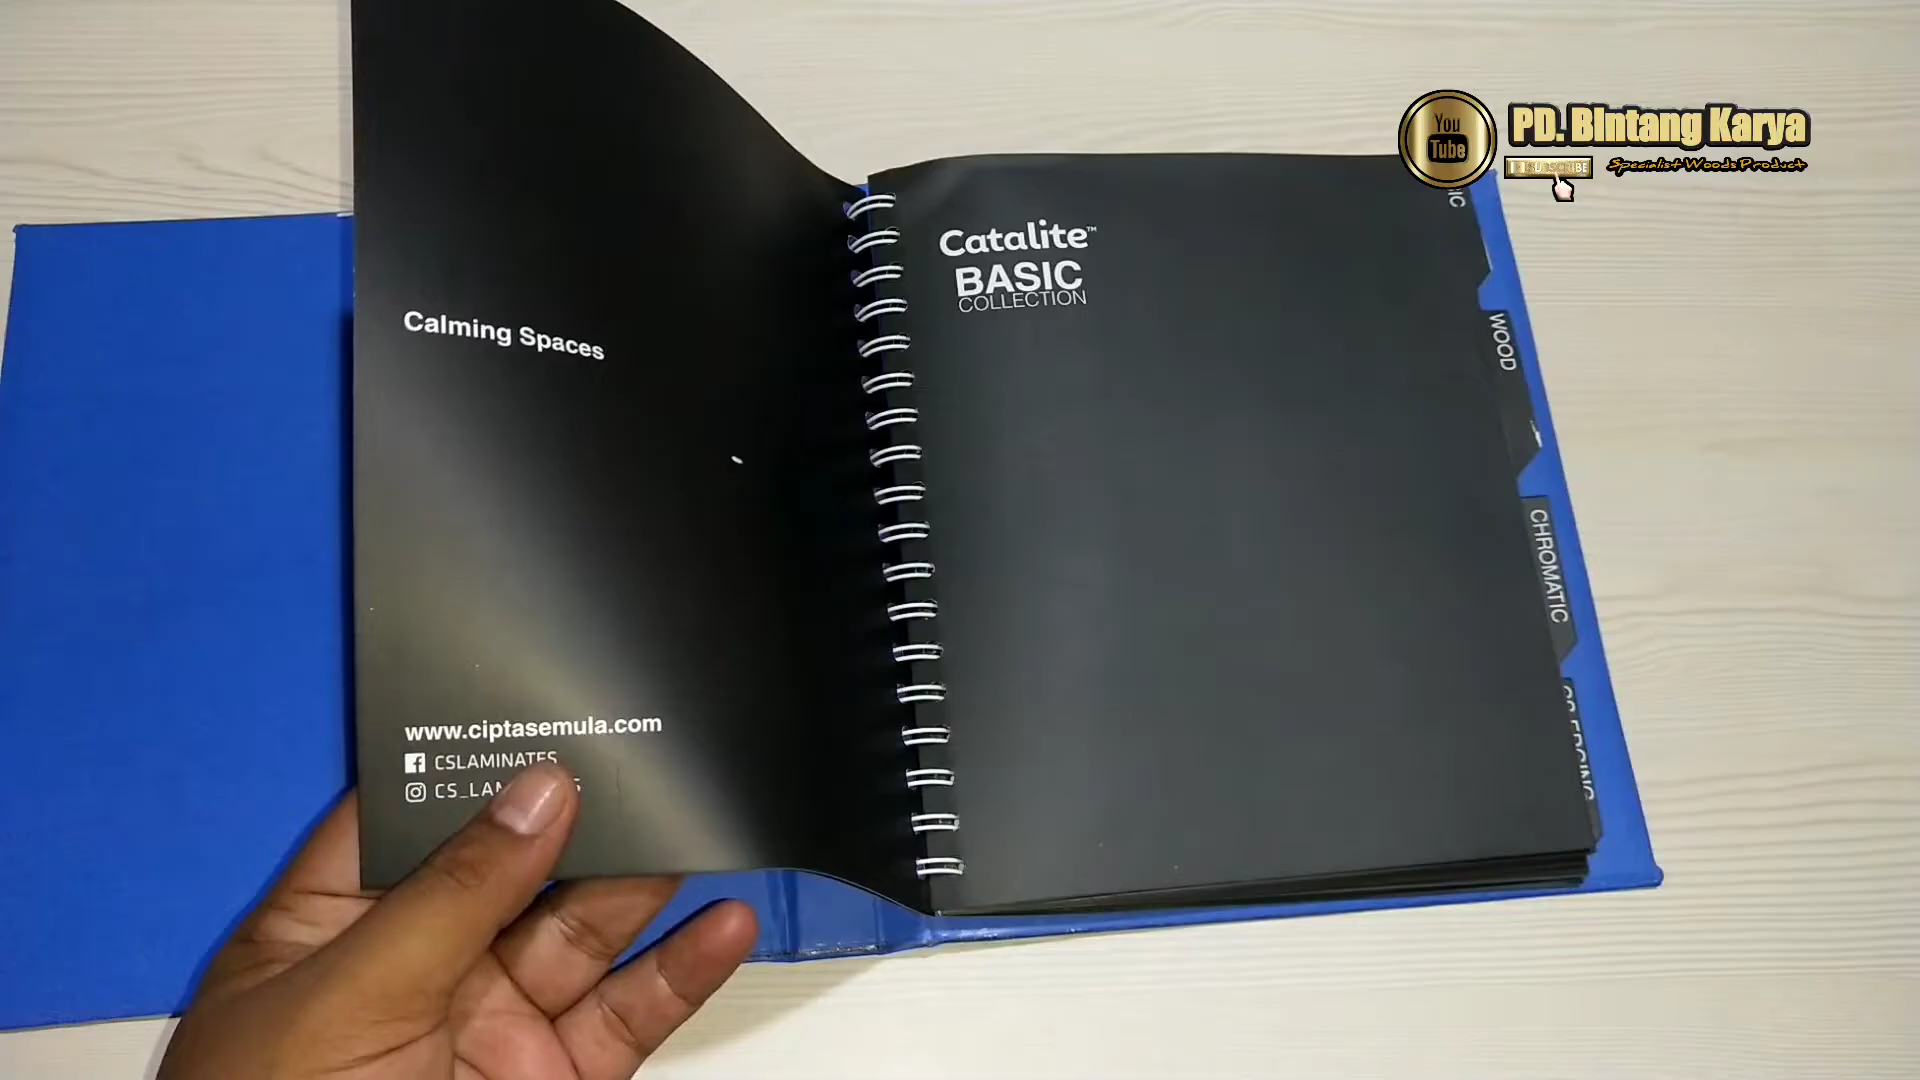 Calming Spaces
www.ciptasemula.com
CSLAMINATES
Catalite™
BASIC
COLLECTION
WOOD
CHROMATIC
You
Tube
PD. BIntang Karya
SUBSCRIBE
Specialist Woods Product